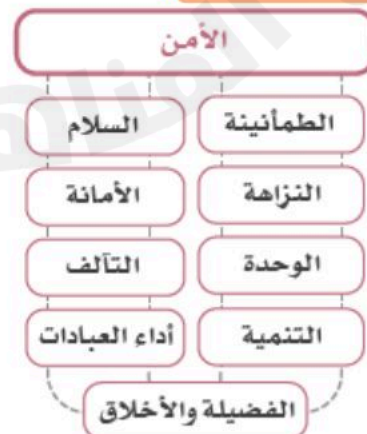 الأمن
الطمأنينة السلام
النزاهة الأمانة
الوحدة التآلف
التنمية أداء العبادات
الفضيلة والأخلاق